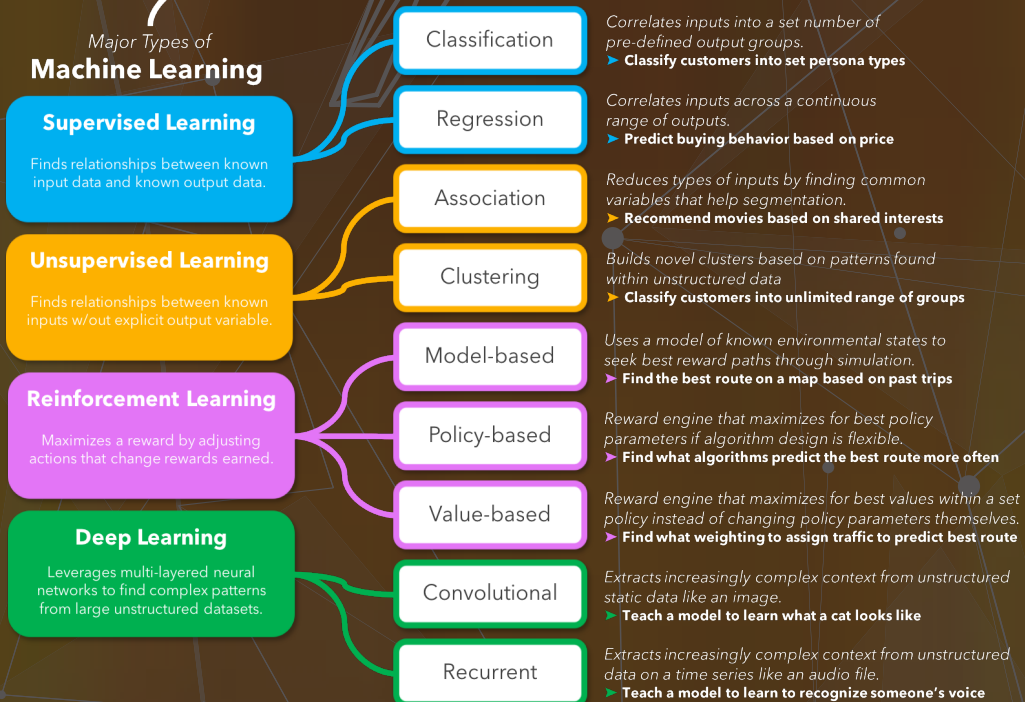 Major Types of
Machine Learning
Supervised Learning
Finds relationships between known
input data and known output data.
Classification
Correlates inputs into a set number of
pre-defined output groups.
➤ Classify customers into set persona types
Regression
Correlates inputs across a continuous
range of outputs.
➤ Predict buying behavior based on price
Unsupervised Learning
Finds relationships between known
inputs w/out explicit output variable.
Association
Reduces types of inputs by finding common
variables that help segmentation.
➤ Recommend movies based on shared interests
Clustering
Builds novel clusters based on patterns found
within unstructured data
➤ Classify customers into unlimited range of groups
Reinforcement Learning
Maximizes a reward by adjusting
actions that change rewards earned.
Model-based
Uses a model of known environmental states to
seek best reward paths through simulation.
➤ Find the best route on a map based on past trips
Policy-based
Reward engine that maximizes for best policy
parameters if algorithm design is flexible.
➤ Find what algorithms predict the best route more often
Value-based
Reward engine that maximizes for best values within a set
policy instead of changing policy parameters themselves.
➤ Find what weighting to assign traffic to predict best route
Deep Learning
Leverages multi-layered neural
networks to find complex patterns
from large unstructured datasets.
Convolutional
Extracts increasingly complex context from unstructured
static data like an image.
➤ Teach a model to learn what a cat looks like
Recurrent
Extracts increasingly complex context from unstructured
data on a time series like an audio file.
➤ Teach a model to learn to recognize someone's voice